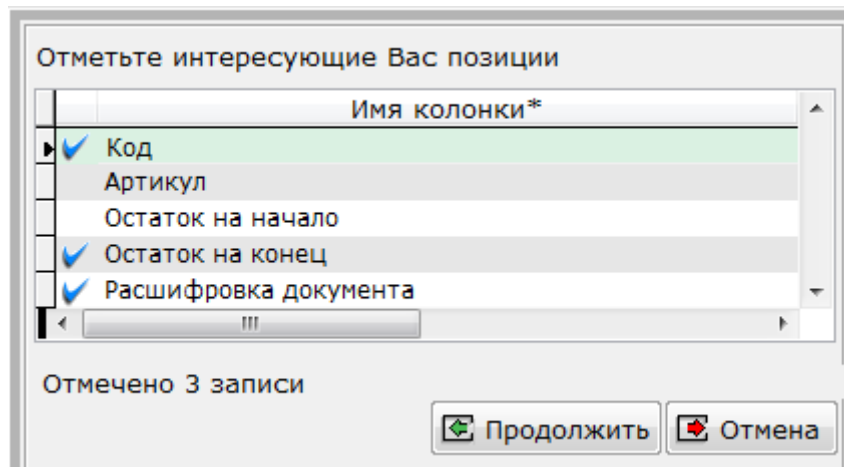 Отметьте интересующие Вас позиции
Имя колонки*
Код
Артикул
Остаток на начало
Остаток на конец
Расшифровка документа
Отмечено 3 записи
Продолжить Отмена